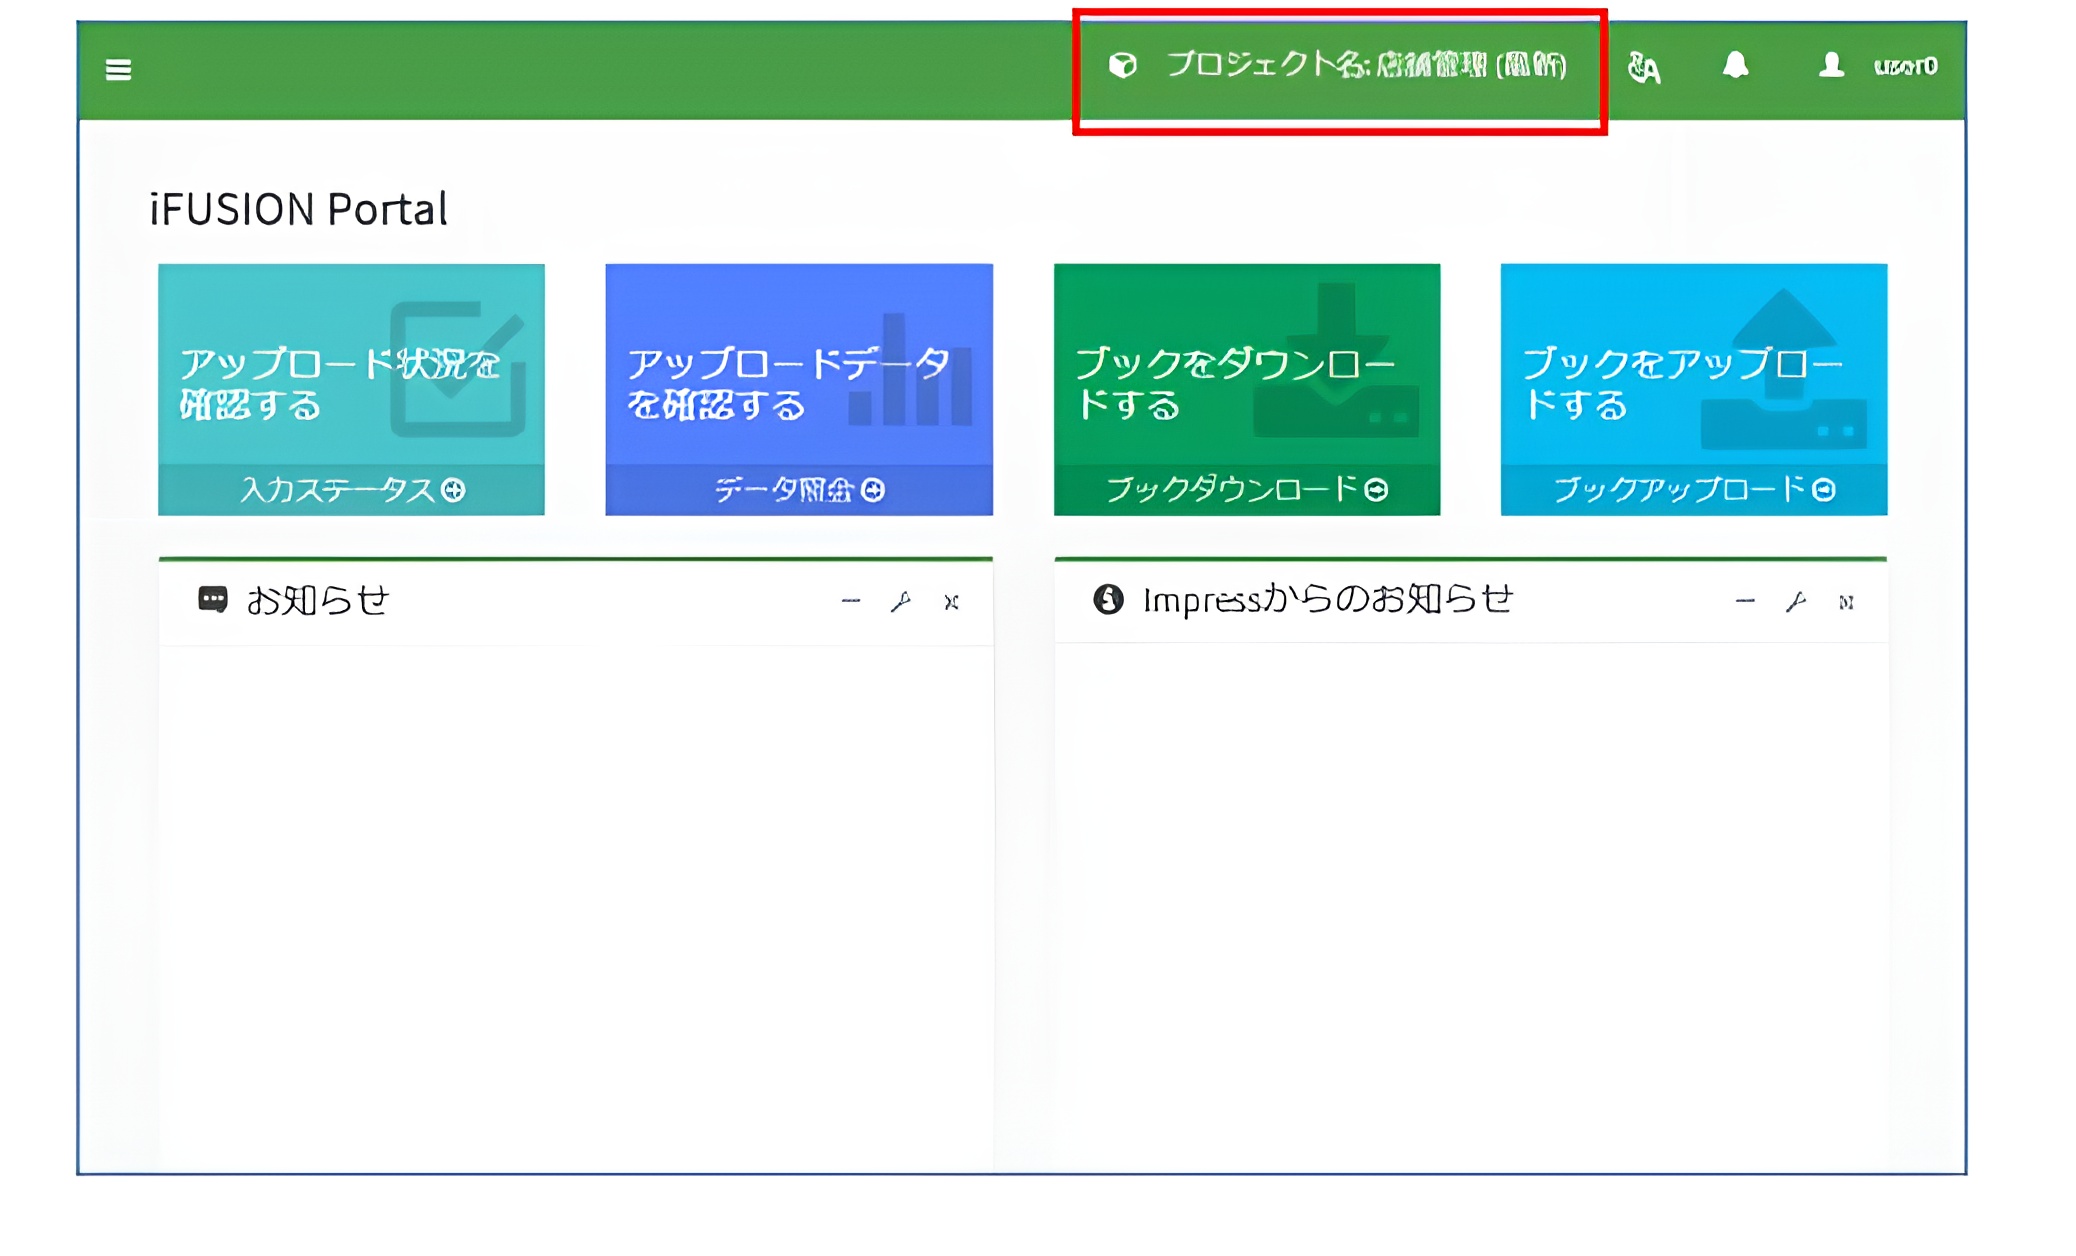 プロジェクト名: 店舗管理
iFUSION Portal
アップロード状況を
確認する
入力ステータス
アップロードデータ
を確認する
データ照会
ブックをダウンロー
ドする
ブックダウンロード
ブックをアップロー
ドする
ブックアップロード
お知らせ
Impressからのお知らせ